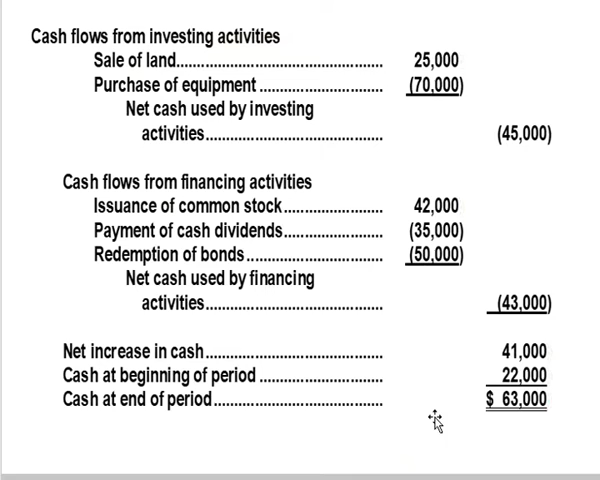 Cash flows from investing activities
Sale of land.................................................. 25,000
Purchase of equipment .............................. (70,000)
Net cash used by investing
activities........................................... (45,000)
Cash flows from financing activities
Issuance of common stock........................ 42,000
Payment of cash dividends........................ (35,000)
Redemption of bonds................................. (50,000)
Net cash used by financing
activities........................................... (43,000)
Net increase in cash........................................... 41,000
Cash at beginning of period .............................. 22,000
Cash at end of period......................................... $ 63,000